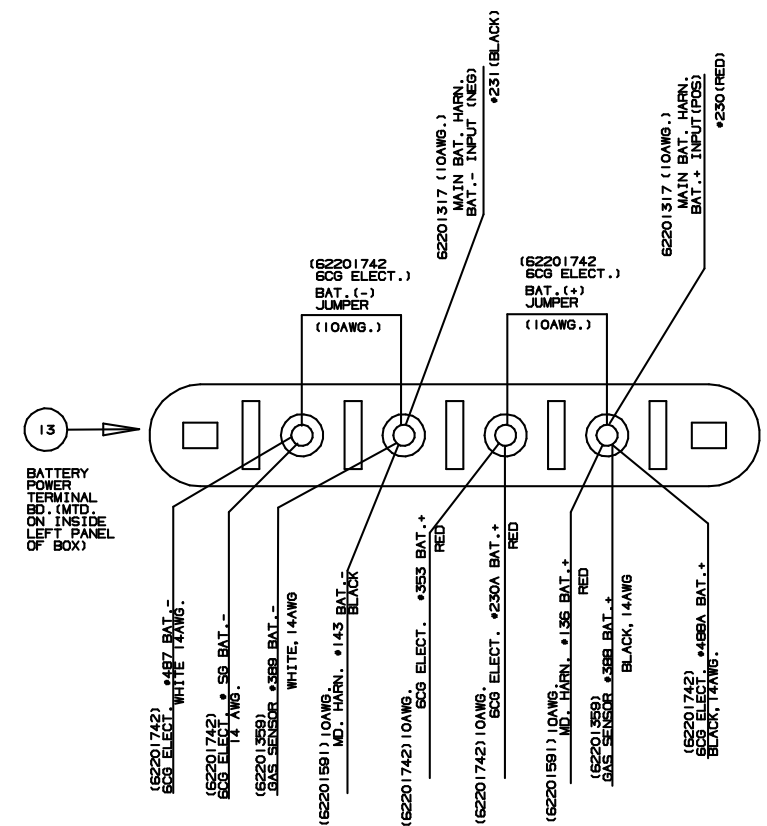 62201317 (10AWG.)
MAIN BAT. HARN.
BAT.- INPUT (NEG)
#231(BLACK)
62201317 (10AWG.)
MAIN BAT. HARN.
BAT.+ INPUT(POS)
#230(RED)
(62201742
6CG ELECT.)
BAT.(-)
JUMPER
(10AWG.)
(62201742
6CG ELECT.)
BAT.(+)
JUMPER
(10AWG.)
13
BATTERY
POWER
TERMINAL
BD.(MTD.
ON INSIDE
LEFT PANEL
OF BOX)
(62201742)
6CG ELECT. #487 BAT.-
WHITE 14AWG.
(62201742)
6CG ELECT. # SG BAT.-
14 AWG.
(62201359)
GAS SENSOR #389 BAT.-
WHITE, 14AWG
(62201591)10AWG.
MD. HARN. #143 BAT.-
BLACK
(62201742)10AWG.
6CG ELECT. #353 BAT.+
RED
(62201742)10AWG.
6CG ELECT. #230A BAT.+
RED
(62201591)10AWG.
MD. HARN. #136 BAT.+
RED
(62201359)
GAS SENSOR #388 BAT.+
BLACK, 14AWG
(62201742)
6CG ELECT. #488A BAT.+
BLACK, 14AWG.